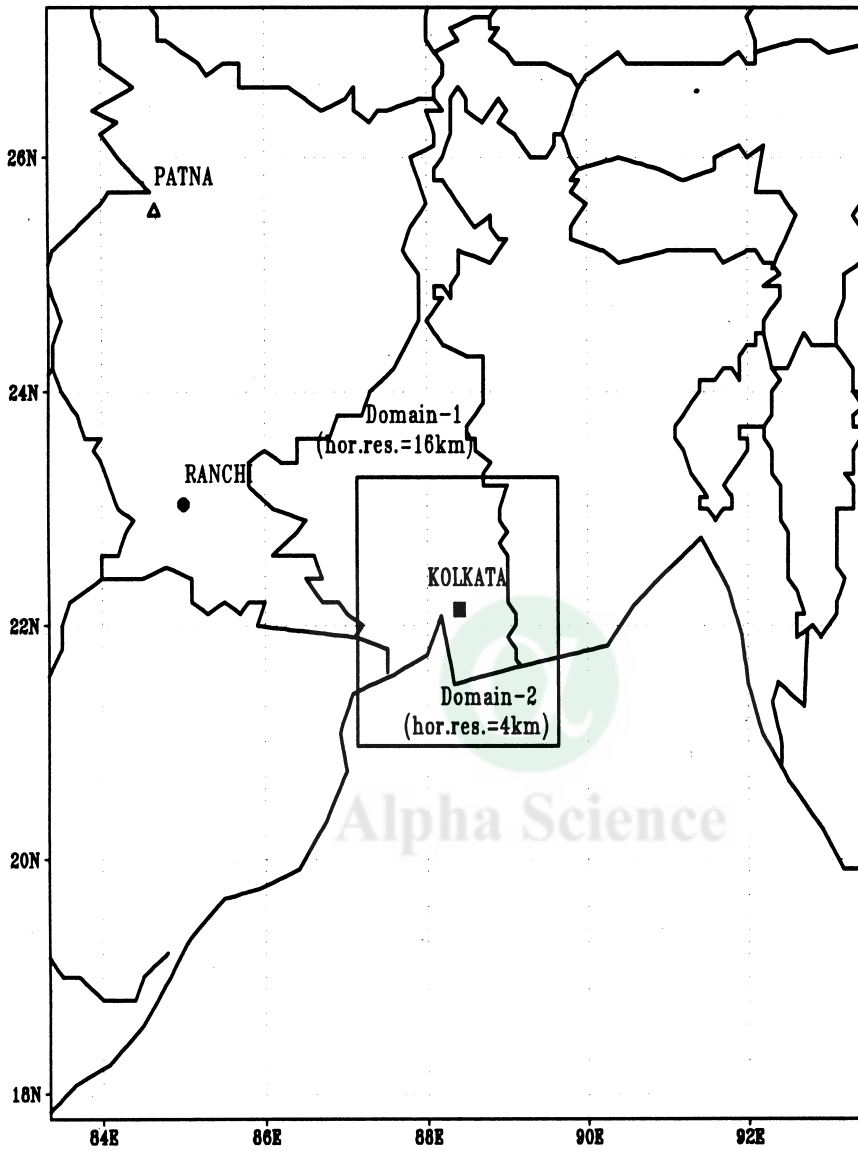 26N
PATNA
24N
Domain-1
(hor.res.=16km)
RANCHI
KOLKATA
22N
Domain-2
(hor.res.=4km)
Alpha Science
20N
18N
84E 86E 88E 90E 92E